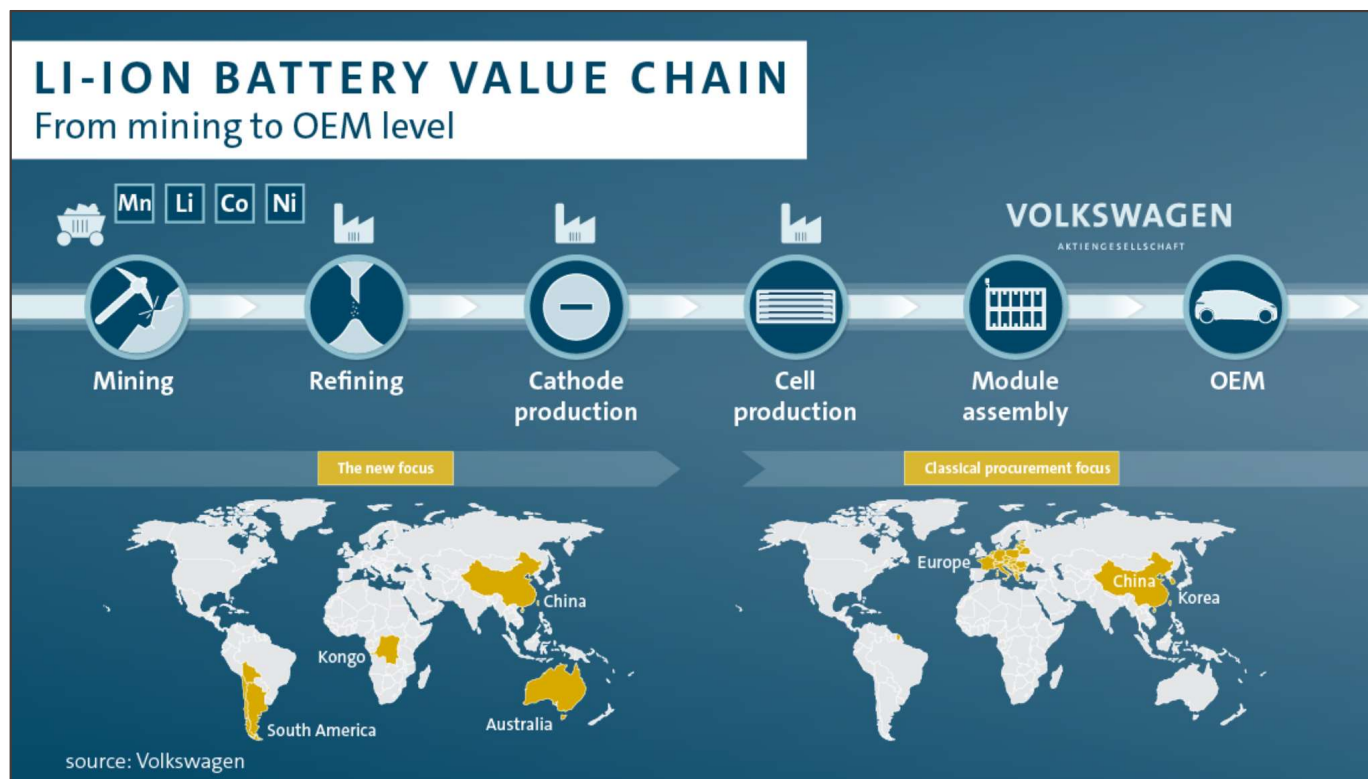 LI-ION BATTERY VALUE CHAIN
From mining to OEM level
Mn Li Co Ni
VOLKSWAGEN
AKTIENGESELLSCHAFT
Mining
Refining
Cathode
production
Cell
production
Module
assembly
OEM
The new focus
Classical procurement focus
China
Kongo
South America
Australia
Europe
China
Korea
source: Volkswagen